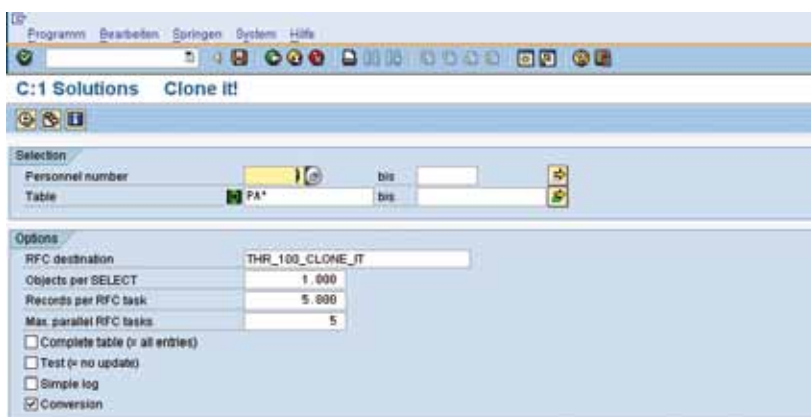 Programm Bearbeiten Springen System Hilfe
C:1 Solutions Clone it!
Selection
Personnel number bis
Table PA* bis
Options
RFC destination THR_100_CLONE_IT
Objects per SELECT 1.000
Records per RFC task 5.000
Max. parallel RFC tasks 5
Complete table (= all entries)
Test (= no update)
Simple log
Conversion